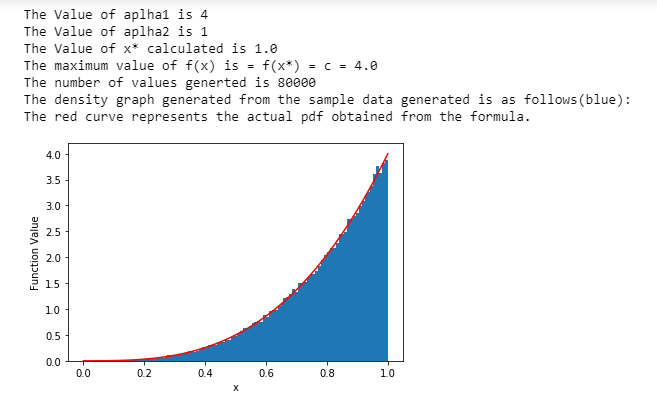 The Value of aplha1 is 4
The Value of aplha2 is 1
The Value of x* calculated is 1.0
The maximum value of f(x) is = f(x*) = c = 4.0
The number of values generted is 80000
The density graph generated from the sample data generated is as follows(blue):
The red curve represents the actual pdf obtained from the formula.
4.0
3.5
3.0
2.5
2.0
1.5
1.0
0.5
0.0
Function Value
0.0 0.2 0.4 0.6 0.8 1.0
x